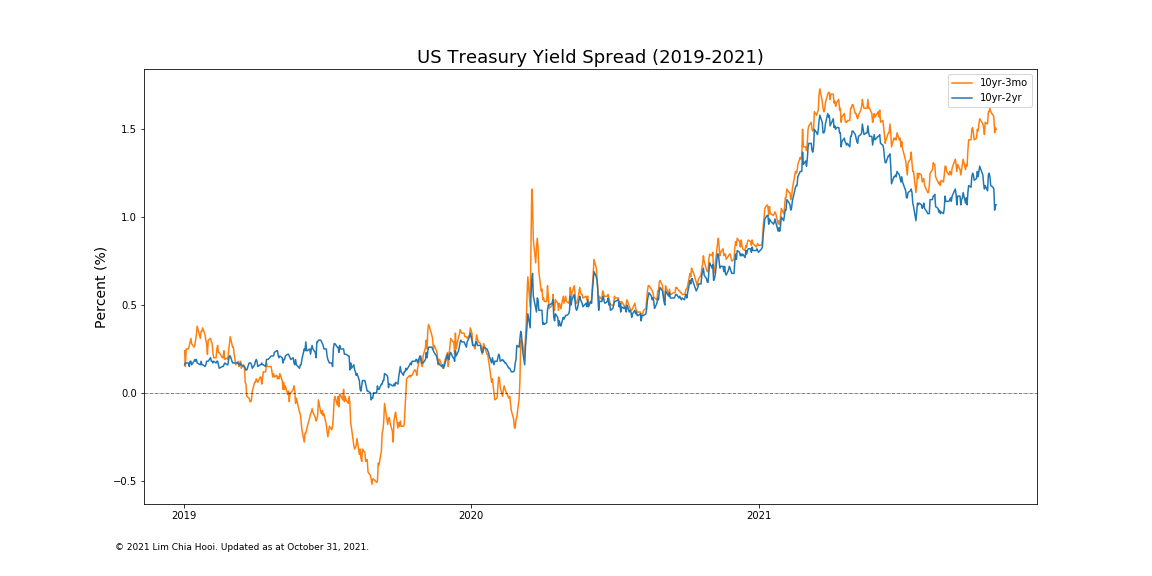 US Treasury Yield Spread (2019-2021)
10yr-3mo
10yr-2yr
Percent (%)
1.5
1.0
0.5
0.0
−0.5
2019 2020 2021
© 2021 Lim Chia Hooi. Updated as at October 31, 2021.